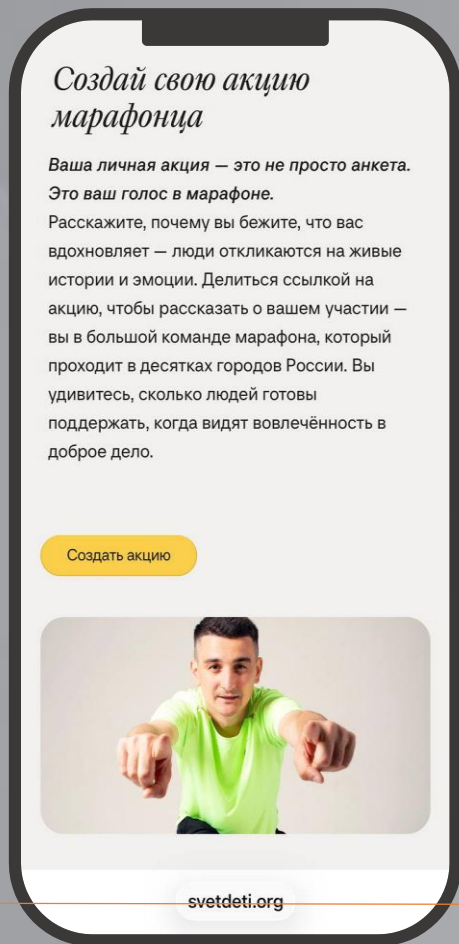 Создай свою акцию
марафонца
Ваша личная акция — это не просто анкета.
Это ваш голос в марафоне.
Расскажите, почему вы бежите, что вас
вдохновляет — люди откликаются на живые
истории и эмоции. Делиться ссылкой на
акцию, чтобы рассказать о вашем участии —
вы в большой команде марафона, который
проходит в десятках городов России. Вы
удивитесь, сколько людей готовы
поддержать, когда видят вовлечённость в
доброе дело.
Создать акцию
svetdeti.org